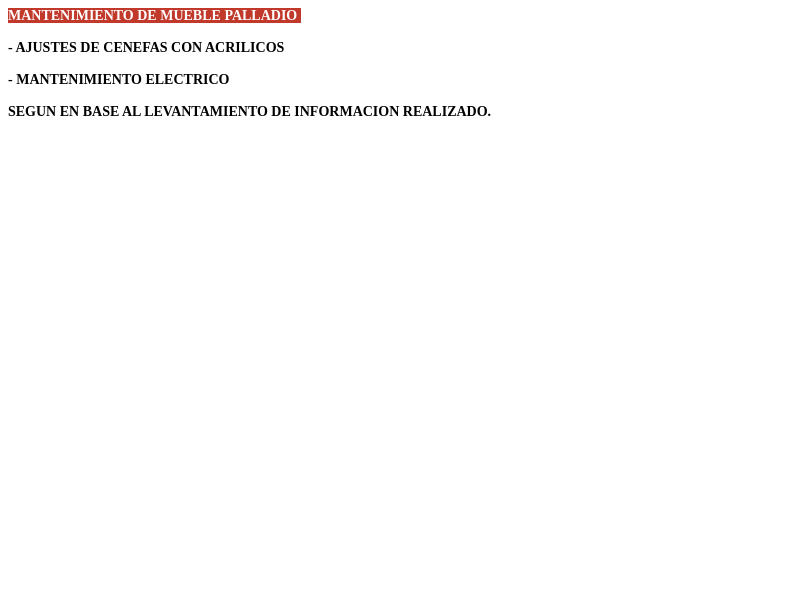 MANTENIMIENTO DE MUEBLE PALLADIO
- AJUSTES DE CENEFAS CON ACRILICOS
- MANTENIMIENTO ELECTRICO
SEGUN EN BASE AL LEVANTAMIENTO DE INFORMACION REALIZADO.